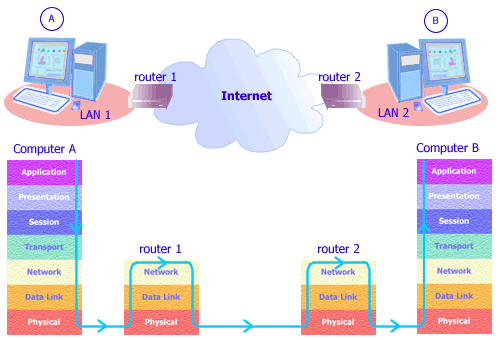 A
B
router 1
router 2
Internet
LAN 1
LAN 2
Computer A
Computer B
Application
Presentation
Session
Transport
Network
Data Link
Physical
router 1
Network
Data Link
Physical
router 2
Network
Data Link
Physical
Application
Presentation
Session
Transport
Network
Data Link
Physical